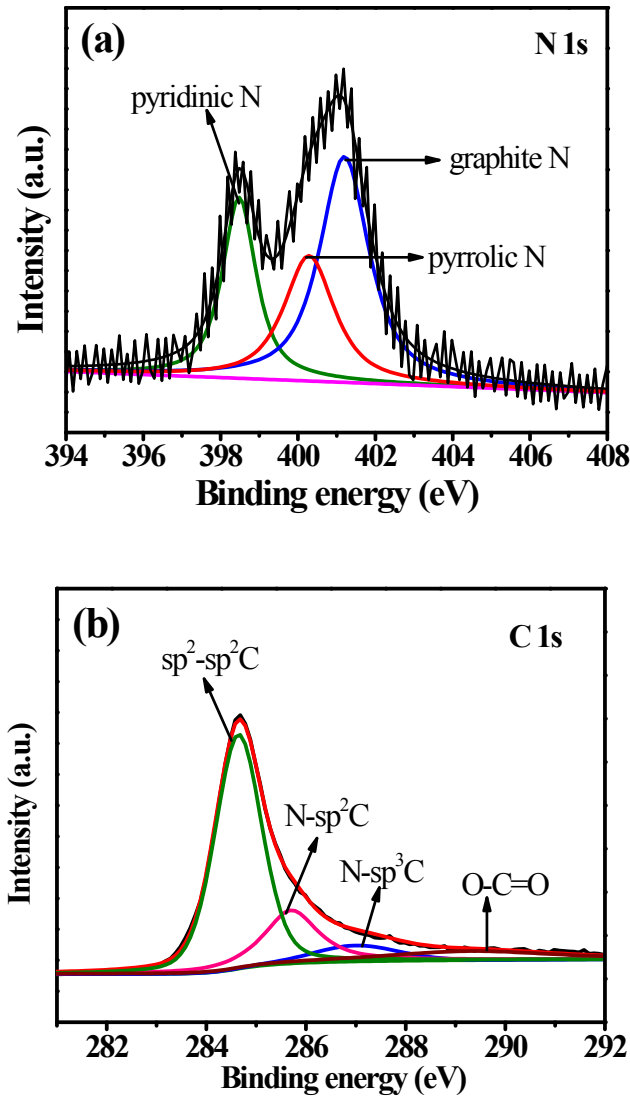 (a)
N 1s
pyridinic N
graphite N
pyrrolic N
Intensity (a.u.)
394 396 398 400 402 404 406 408
Binding energy (eV)
(b)
C 1s
sp²-sp²C
N-sp²C
N-sp³C
O-C=O
Intensity (a.u.)
282 284 286 288 290 292
Binding energy (eV)